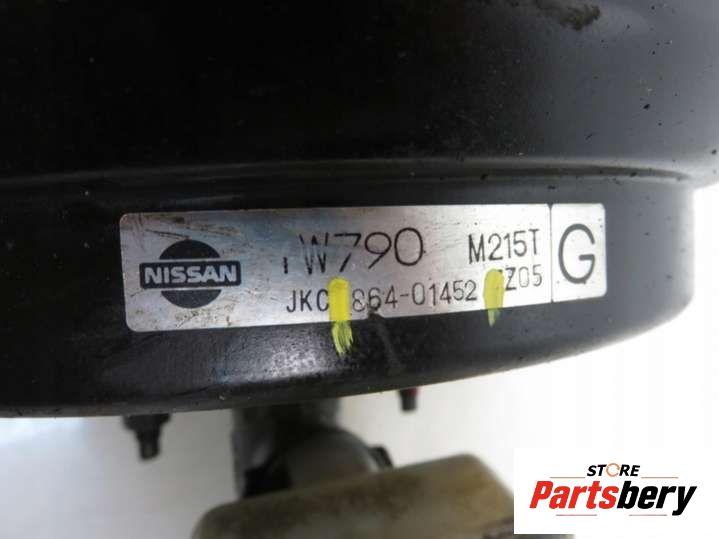 NISSAN
W790 M215T G
JKC 864-01452 Z05
STORE
Partsbery